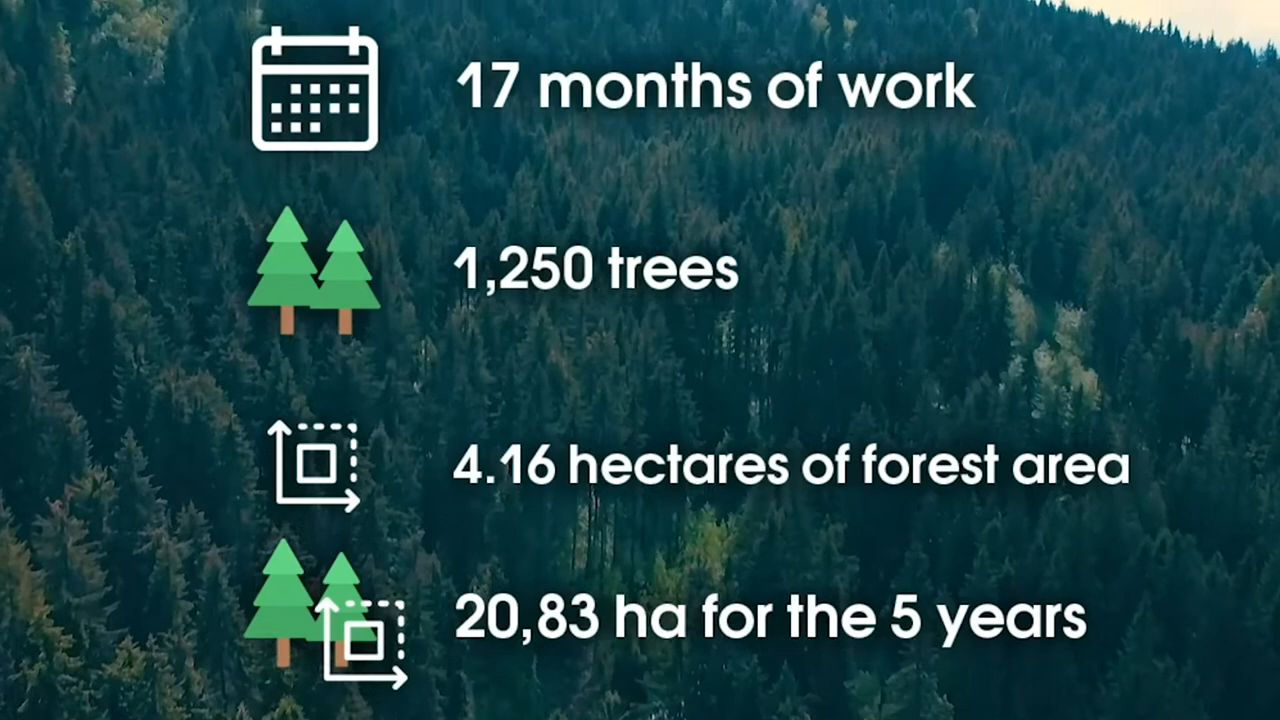 17 months of work
1,250 trees
4.16 hectares of forest area
20,83 ha for the 5 years